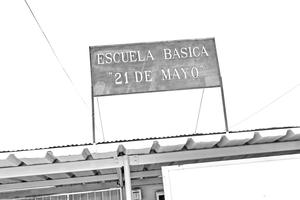 ESCUELA BASICA
"21 DE MAYO"